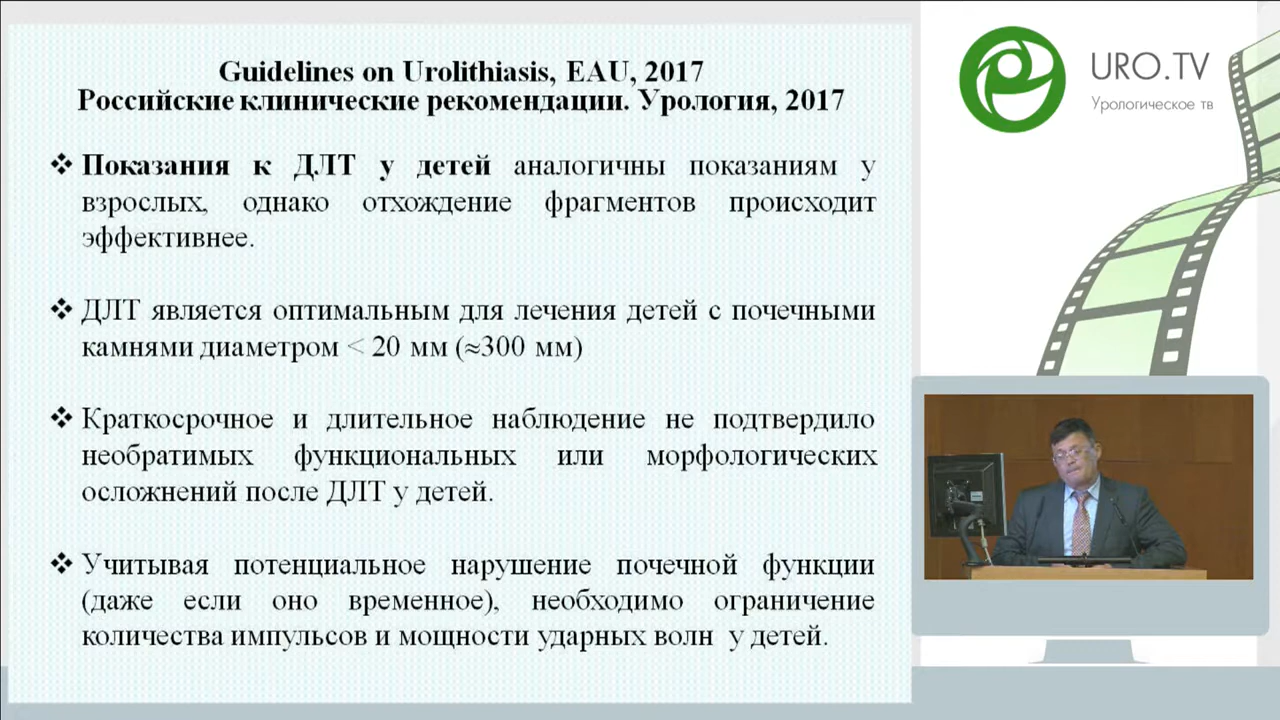 Guidelines on Urolithiasis, EAU, 2017
Российские клинические рекомендации. Урология, 2017
❖ Показания к ДЛТ у детей аналогичны показаниям у
взрослых, однако отхождение фрагментов происходит
эффективнее.
❖ ДЛТ является оптимальным для лечения детей с почечными
камнями диаметром < 20 мм (≈300 мм)
❖ Краткосрочное и длительное наблюдение не подтвердило
необратимых функциональных или морфологических
осложнений после ДЛТ у детей.
❖ Учитывая потенциальное нарушение почечной функции
(даже если оно временное), необходимо ограничение
количества импульсов и мощности ударных волн у детей.
URO.TV
Урологическое тв